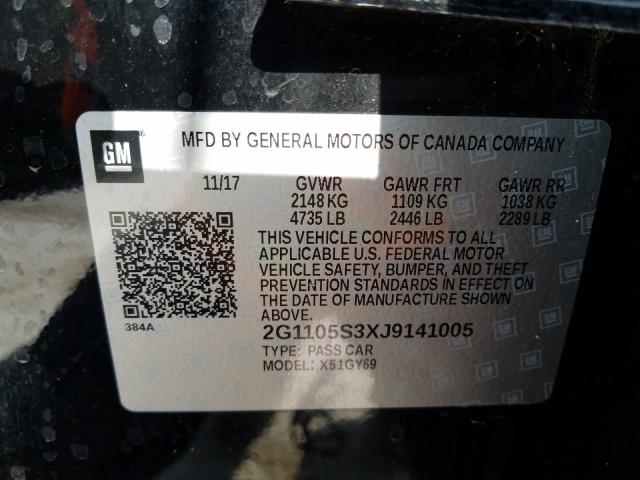 GM
MFD BY GENERAL MOTORS OF CANADA COMPANY
11/17 GVWR GAWR FRT GAWR RR
2148 KG 1109 KG 1038 KG
4735 LB 2446 LB 2289 LB
THIS VEHICLE CONFORMS TO ALL
APPLICABLE U.S. FEDERAL MOTOR
VEHICLE SAFETY, BUMPER, AND THEFT
PREVENTION STANDARDS IN EFFECT ON
THE DATE OF MANUFACTURE SHOWN
ABOVE.
384A
2G1105S3XJ9141005
TYPE: PASS CAR
MODEL: X51GY69